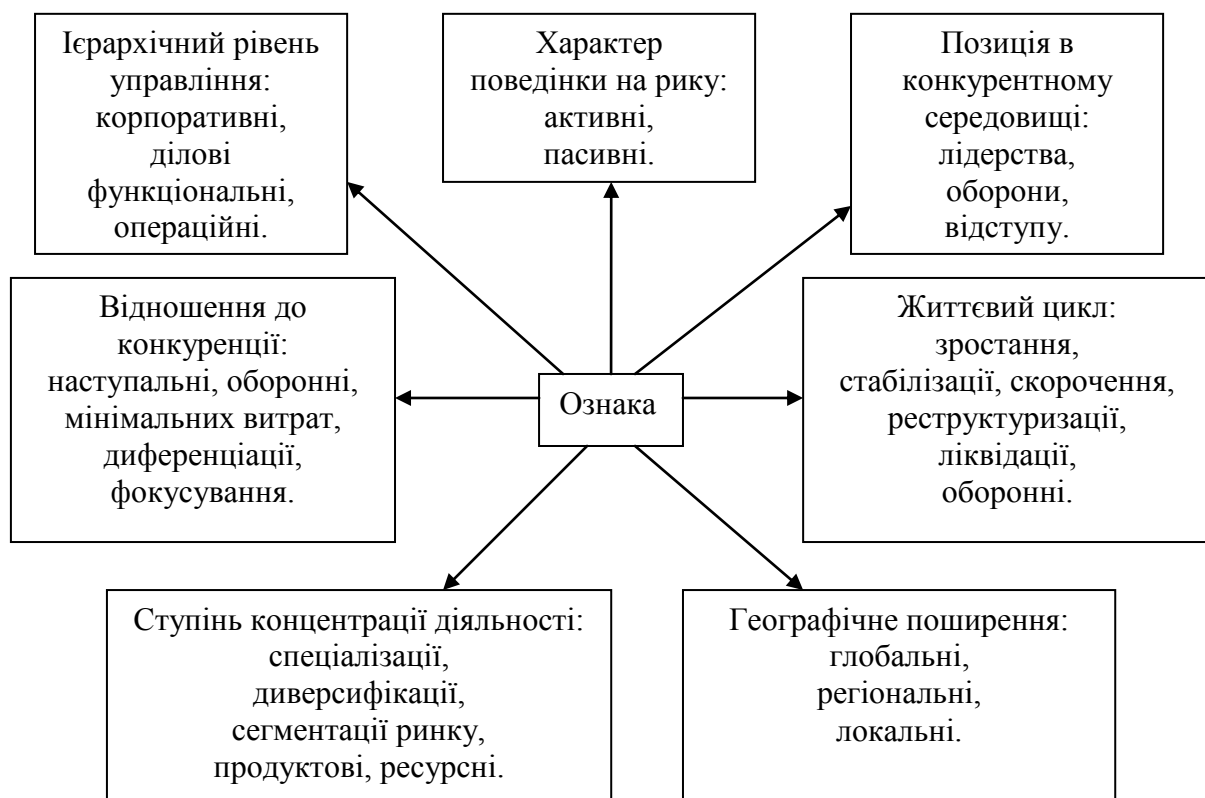 Ієрархічний рівень
управління:
корпоративні,
ділові
функціональні,
операційні.
Характер
поведінки на рику:
активні,
пасивні.
Позиція в
конкурентному
середовищі:
лідерства,
оборони,
відступу.
Відношення до
конкуренції:
наступальні, оборонні,
мінімальних витрат,
диференціації,
фокусування.
Ознака
Життєвий цикл:
зростання,
стабілізації, скорочення,
реструктуризації,
ліквідації,
оборонні.
Ступінь концентрації діяльності:
спеціалізації,
диверсифікації,
сегментації ринку,
продуктові, ресурсні.
Географічне поширення:
глобальні,
регіональні,
локальні.